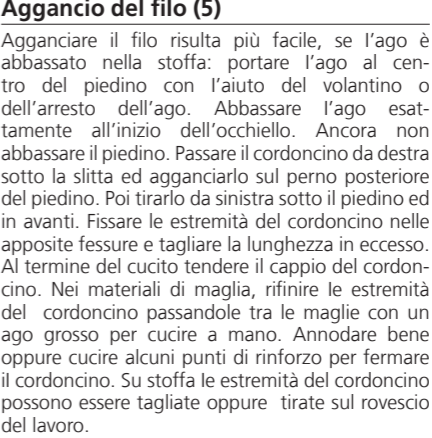 Aggancio del filo (5)
Agganciare il filo risulta più facile, se l'ago è
abbassato nella stoffa: portare l'ago al cen-
tro del piedino con l'aiuto del volantino o
dell'arresto dell'ago. Abbassare l'ago esat-
tamente all'inizio dell'occhiello. Ancora non
abbassare il piedino. Passare il cordoncino da destra
sotto la slitta ed agganciarlo sul perno posteriore
del piedino. Poi tirarlo da sinistra sotto il piedino ed
in avanti. Fissare le estremità del cordoncino nelle
apposite fessure e tagliare la lunghezza in eccesso.
Al termine del cucito tendere il cappio del cordon-
cino. Nei materiali di maglia, rifinire le estremità
del cordoncino passandole tra le maglie con un
ago grosso per cucire a mano. Annodare bene
oppure cucire alcuni punti di rinforzo per fermare
il cordoncino. Su stoffa le estremità del cordoncino
possono essere tagliate oppure tirate sul rovescio
del lavoro.